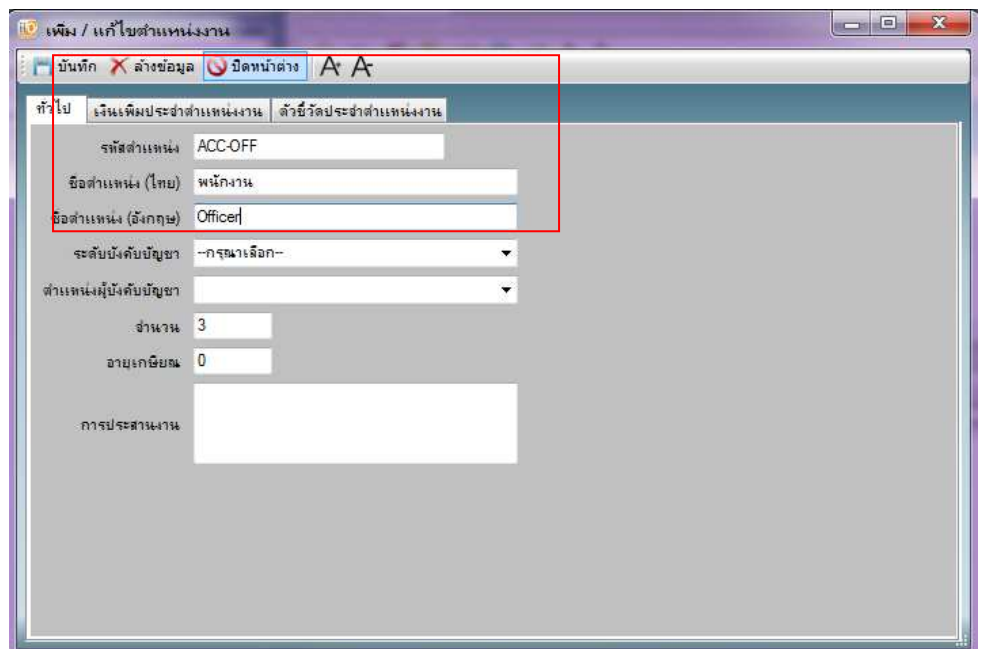 เพิ่ม / แก้ไขตำแหน่งงาน
บันทึก ล้างข้อมูล ปิดหน้าต่าง A+ A-
ทั่วไป เงินเพิ่มประจำตำแหน่งงาน ตัวชี้วัดประจำตำแหน่งงาน
รหัสตำแหน่ง ACC-OFF
ชื่อตำแหน่ง (ไทย) พนักงาน
ชื่อตำแหน่ง (อังกฤษ) Officer
ระดับบังคับบัญชา --กรุณาเลือก--
ตำแหน่งผู้บังคับบัญชา
จำนวน 3
อายุเกษียณ 0
การประสานงาน